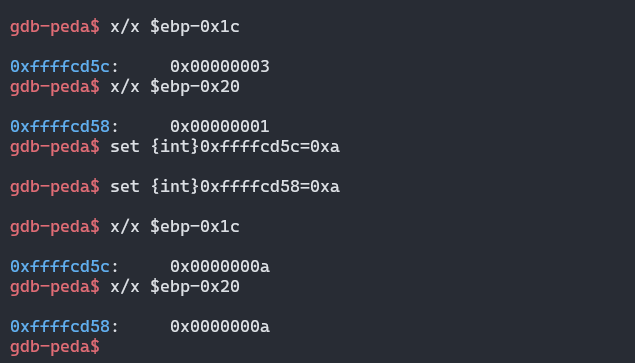 gdb-peda$ x/x $ebp-0x1c
0xffffcd5c:     0x00000003
gdb-peda$ x/x $ebp-0x20
0xffffcd58:     0x00000001
gdb-peda$ set {int}0xffffcd5c=0xa
gdb-peda$ set {int}0xffffcd58=0xa
gdb-peda$ x/x $ebp-0x1c
0xffffcd5c:     0x0000000a
gdb-peda$ x/x $ebp-0x20
0xffffcd58:     0x0000000a
gdb-peda$